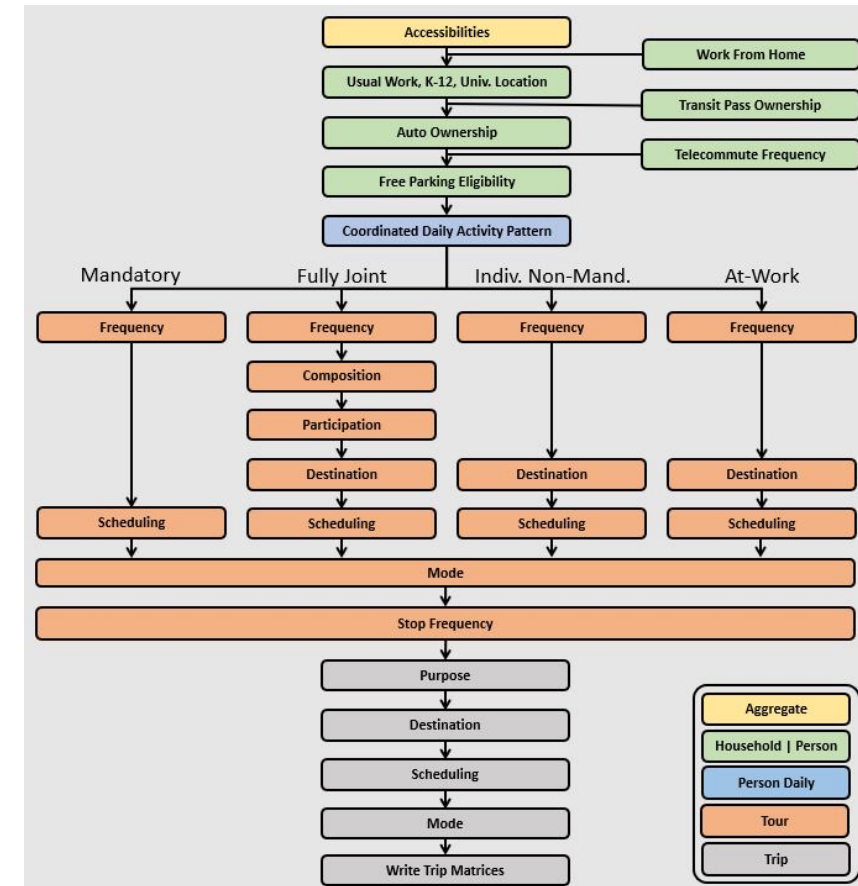 Accessibilities
Work From Home
Usual Work, K-12, Univ. Location
Transit Pass Ownership
Auto Ownership
Telecommute Frequency
Free Parking Eligibility
Coordinated Daily Activity Pattern
Mandatory
Fully Joint
Indiv. Non-Mand.
At-Work
Frequency
Frequency
Frequency
Frequency
Composition
Participation
Destination
Destination
Destination
Scheduling
Scheduling
Scheduling
Scheduling
Mode
Stop Frequency
Purpose
Destination
Scheduling
Mode
Write Trip Matrices
Aggregate
Household | Person
Person Daily
Tour
Trip